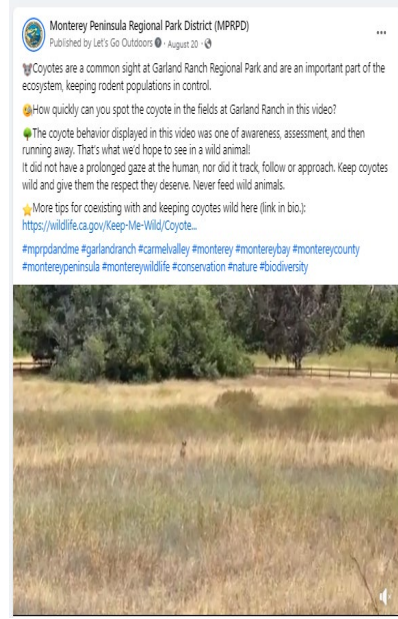 Monterey Peninsula Regional Park District (MPRPD)
Published by Let's Go Outdoors · August 20 ·
🐺Coyotes are a common sight at Garland Ranch Regional Park and are an important part of the
ecosystem, keeping rodent populations in control.
🧐How quickly can you spot the coyote in the fields at Garland Ranch in this video?
🌳The coyote behavior displayed in this video was one of awareness, assessment, and then
running away. That's what we'd hope to see in a wild animal!
It did not have a prolonged gaze at the human, nor did it track, follow or approach. Keep coyotes
wild and give them the respect they deserve. Never feed wild animals.
⭐More tips for coexisting with and keeping coyotes wild here (link in bio.):
https://wildlife.ca.gov/Keep-Me-Wild/Coyote...
#mprpdandme #garlandranch #carmelvalley #monterey #montereybay #montereycounty
#montereypeninsula #montereywildlife #conservation #nature #biodiversity